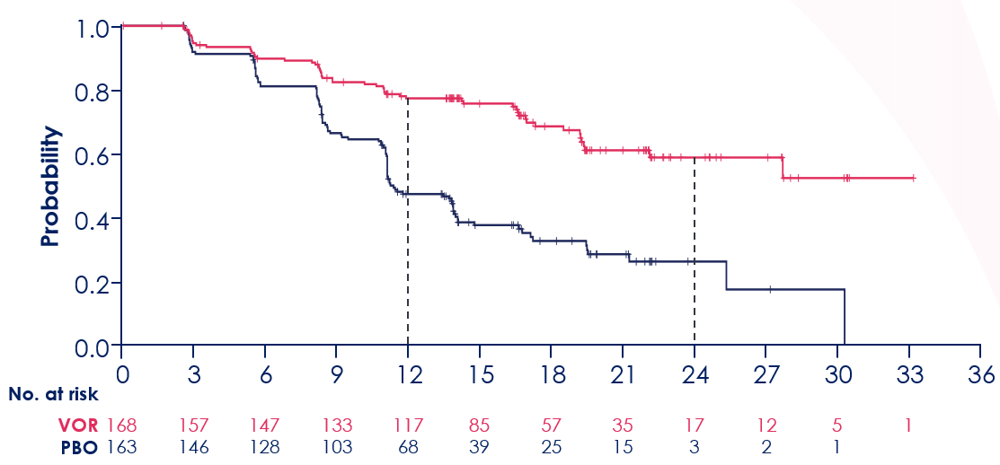 1.0
0.8
0.6
0.4
0.2
0.0
Probability
0 3 6 9 12 15 18 21 24 27 30 33 36
No. at risk
VOR 168 157 147 133 117 85 57 35 17 12 5 1
PBO 163 146 128 103 68 39 25 15 3 2 1